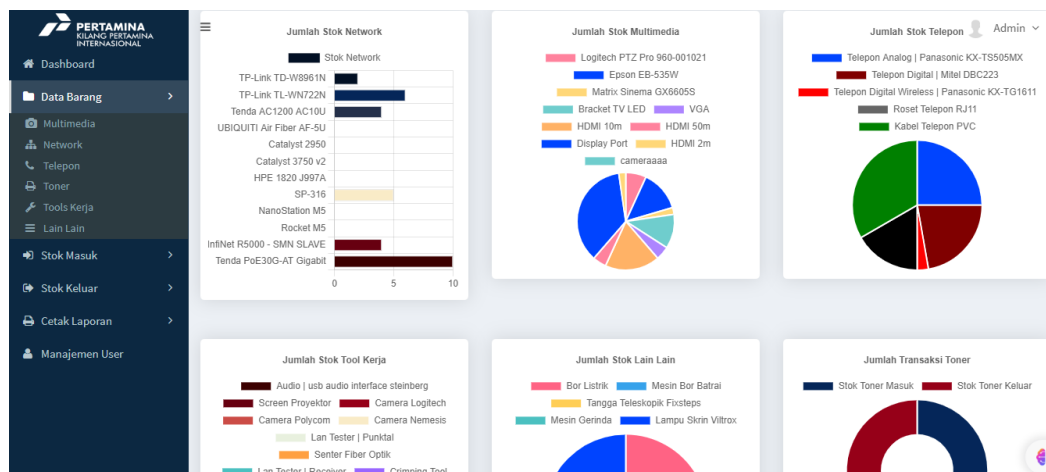 PERTAMINA
KILANG PERTAMINA
INTERNASIONAL
Dashboard
Data Barang
Multimedia
Network
Telepon
Toner
Tools Kerja
Lain Lain
Stok Masuk
Stok Keluar
Cetak Laporan
Manajemen User
Admin
Jumlah Stok Network
Stok Network
TP-Link TD-W8961N
TP-Link TL-WN722N
Tenda AC1200 AC10U
UBIQUITI Air Fiber AF-5U
Catalyst 2950
Catalyst 3750 v2
HPE 1820 J997A
SP-316
NanoStation M5
Rocket M5
InfiNet R5000 - SMN SLAVE
Tenda PoE30G-AT Gigabit
0 5 10
Jumlah Stok Multimedia
Logitech PTZ Pro 960-001021
Epson EB-535W
Matrix Sinema GX6605S
Bracket TV LED VGA
HDMI 10m HDMI 50m
Display Port HDMI 2m
cameraaaa
Jumlah Stok Telepon
Telepon Analog | Panasonic KX-TS505MX
Telepon Digital | Mitel DBC223
Telepon Digital Wireless | Panasonic KX-TG1611
Roset Telepon RJ11
Kabel Telepon PVC
Jumlah Stok Tool Kerja
Audio | usb audio interface steinberg
Screen Proyektor Camera Logitech
Camera Polycom Camera Nemesis
Lan Tester | Punktal
Senter Fiber Optik
Lan Tester | Receiver Crimping Tool
Jumlah Stok Lain Lain
Bor Listrik Mesin Bor Batrai
Tangga Teleskopik Fixsteps
Mesin Gerinda Lampu Skrin Viltrox
Jumlah Transaksi Toner
Stok Toner Masuk Stok Toner Keluar